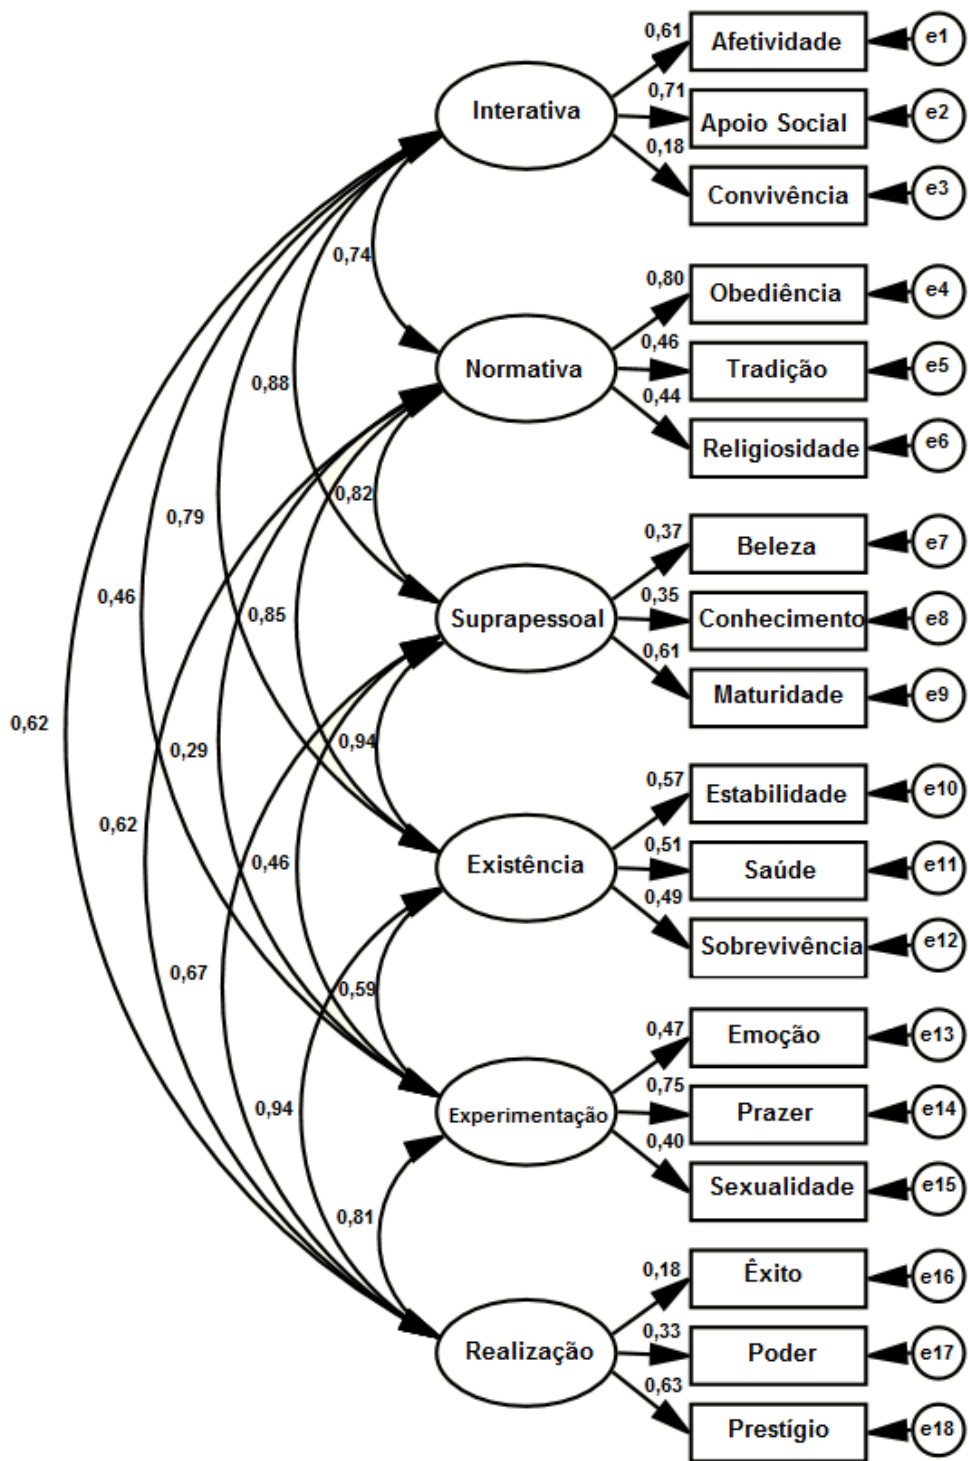 0,61
Afetividade
e1
Interativa
0,71
Apoio Social
e2
0,18
Convivência
e3
0,74
0,80
Obediência
e4
Normativa
0,46
Tradição
e5
0,88
0,44
Religiosidade
e6
0,82
0,79
0,37
Beleza
e7
0,46
0,85
Suprapessoal
0,35
Conhecimento
e8
0,61
Maturidade
e9
0,62
0,29
0,94
0,57
Estabilidade
e10
0,62
0,46
Existência
0,51
Saúde
e11
0,49
Sobrevivência
e12
0,67
0,59
0,47
Emoção
e13
0,94
Experimentação
0,75
Prazer
e14
0,40
Sexualidade
e15
0,81
0,18
Êxito
e16
Realização
0,33
Poder
e17
0,63
Prestígio
e18